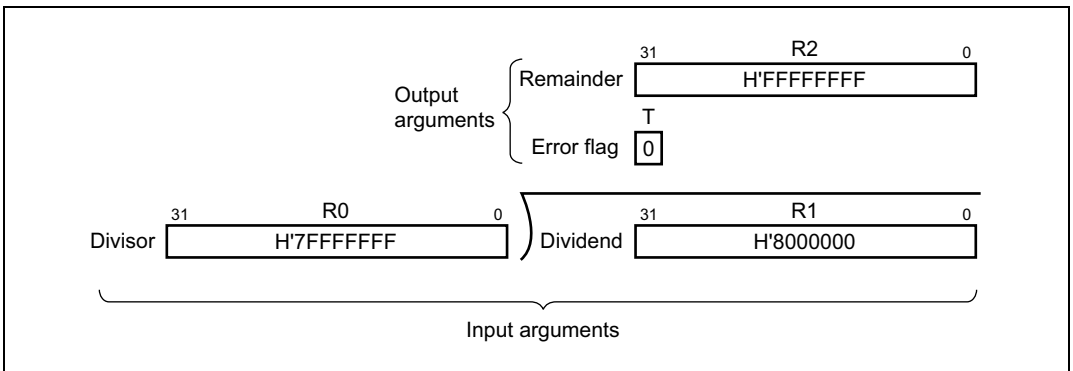 31 R2 0
Remainder H'FFFFFFFF
Output
arguments
T
Error flag 0
31 R0 0
31 R1 0
Divisor H'7FFFFFFF Dividend H'8000000
Input arguments